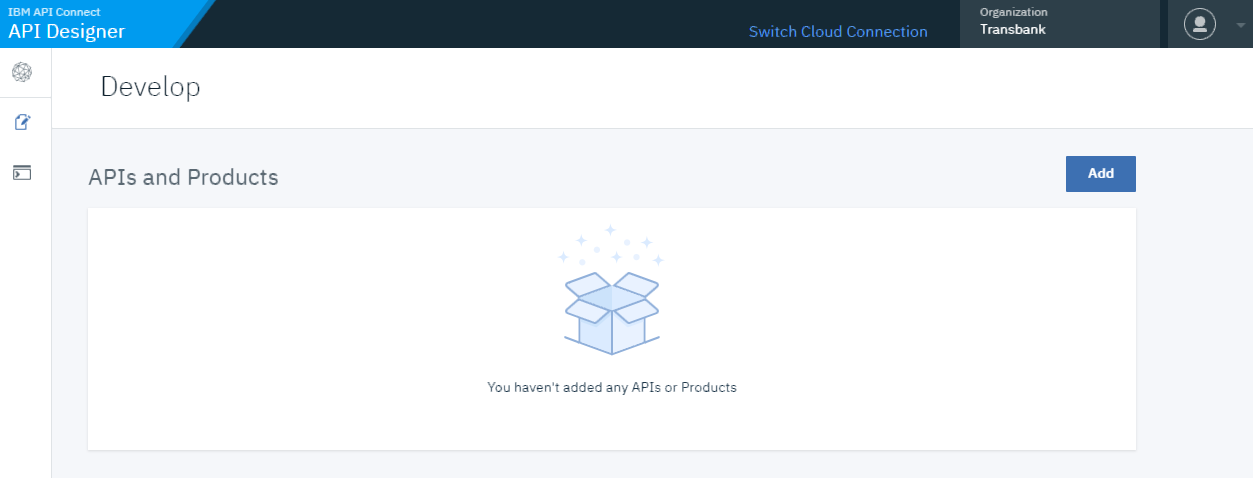 IBM API Connect
API Designer
Switch Cloud Connection
Organization
Transbank
Develop
APIs and Products
Add
You haven't added any APIs or Products